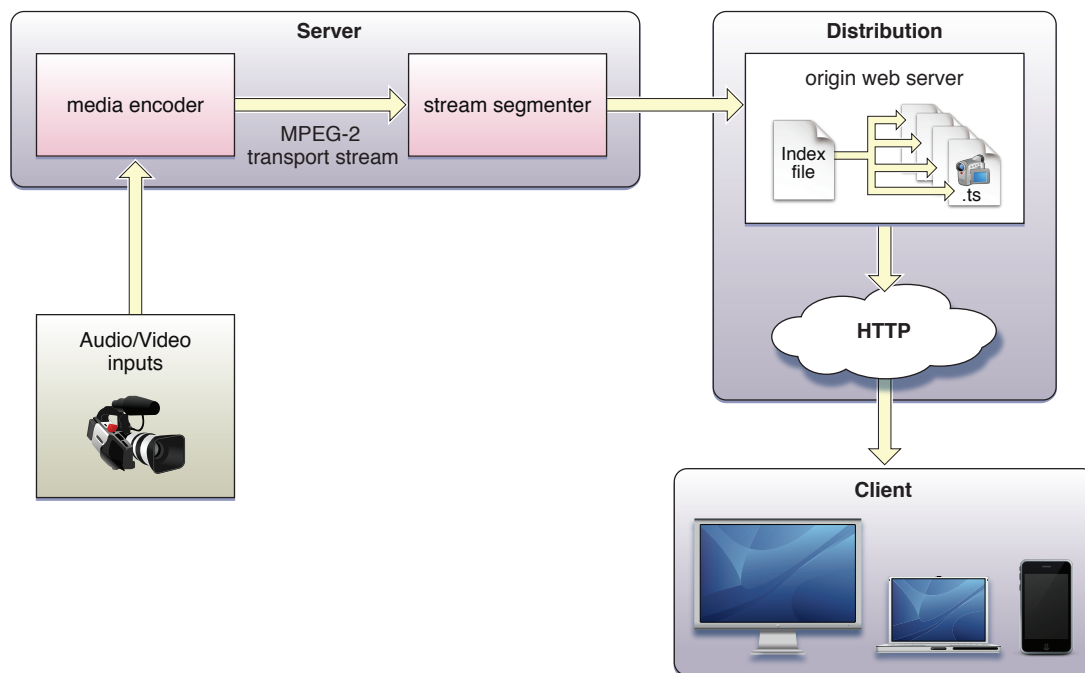 Server
media encoder
MPEG-2
transport stream
stream segmenter
Distribution
origin web server
Index
file
.ts
HTTP
Audio/Video
inputs
Client